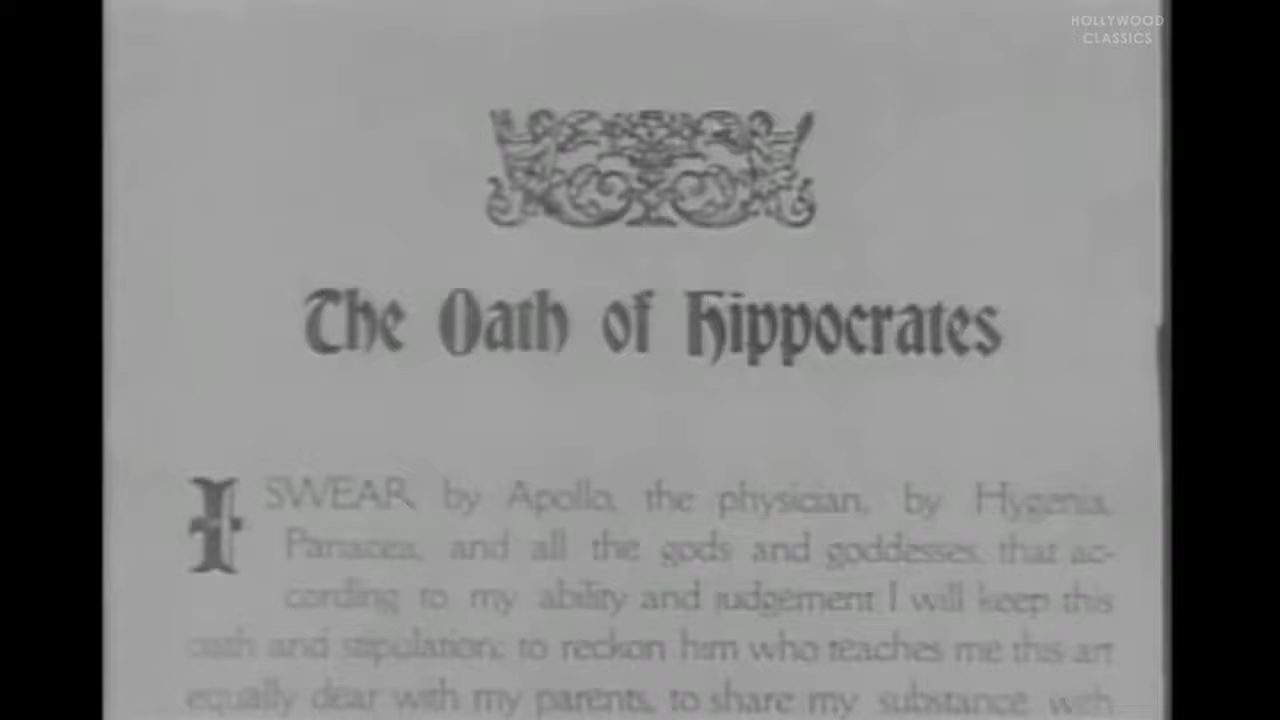 HOLLYWOOD
CLASSICS
The Oath of Hippocrates
I SWEAR by Apollo, the physician, by Hygenia,
Panacea, and all the gods and goddesses, that ac-
cording to my ability and judgement I will keep this
oath and stipulation; to reckon him who teaches me this art
equally dear with my parents, to share my substance with